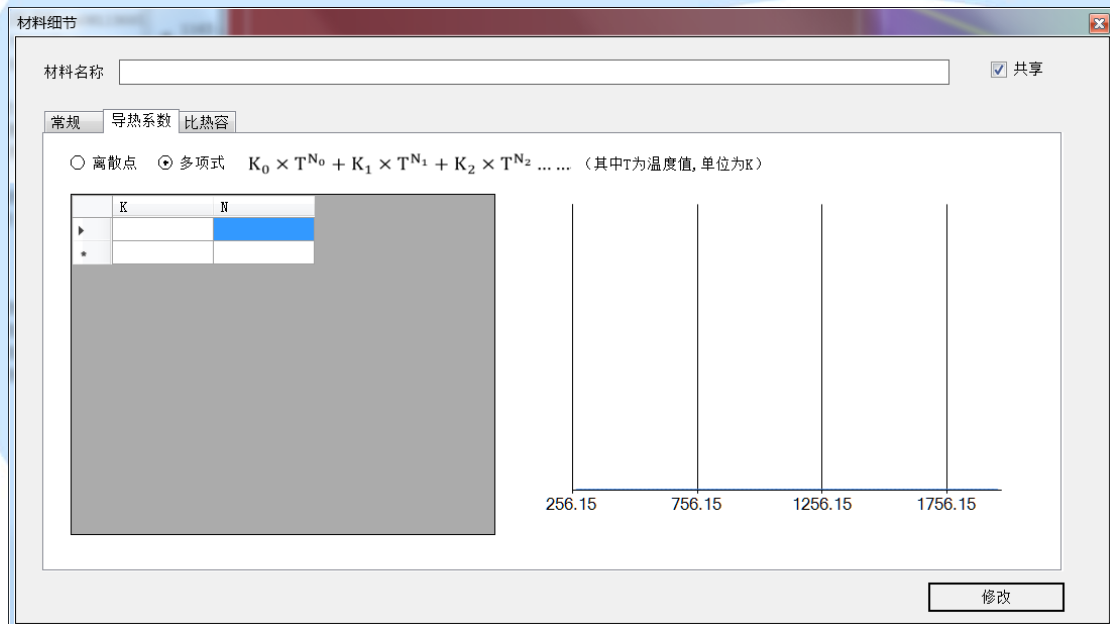 材料细节
材料名称
共享
常规 导热系数 比热容
离散点 多项式 K₀ × T^N₀ + K₁ × T^N₁ + K₂ × T^N₂ … … (其中T为温度值,单位为K)
K N
256.15 756.15 1256.15 1756.15
修改